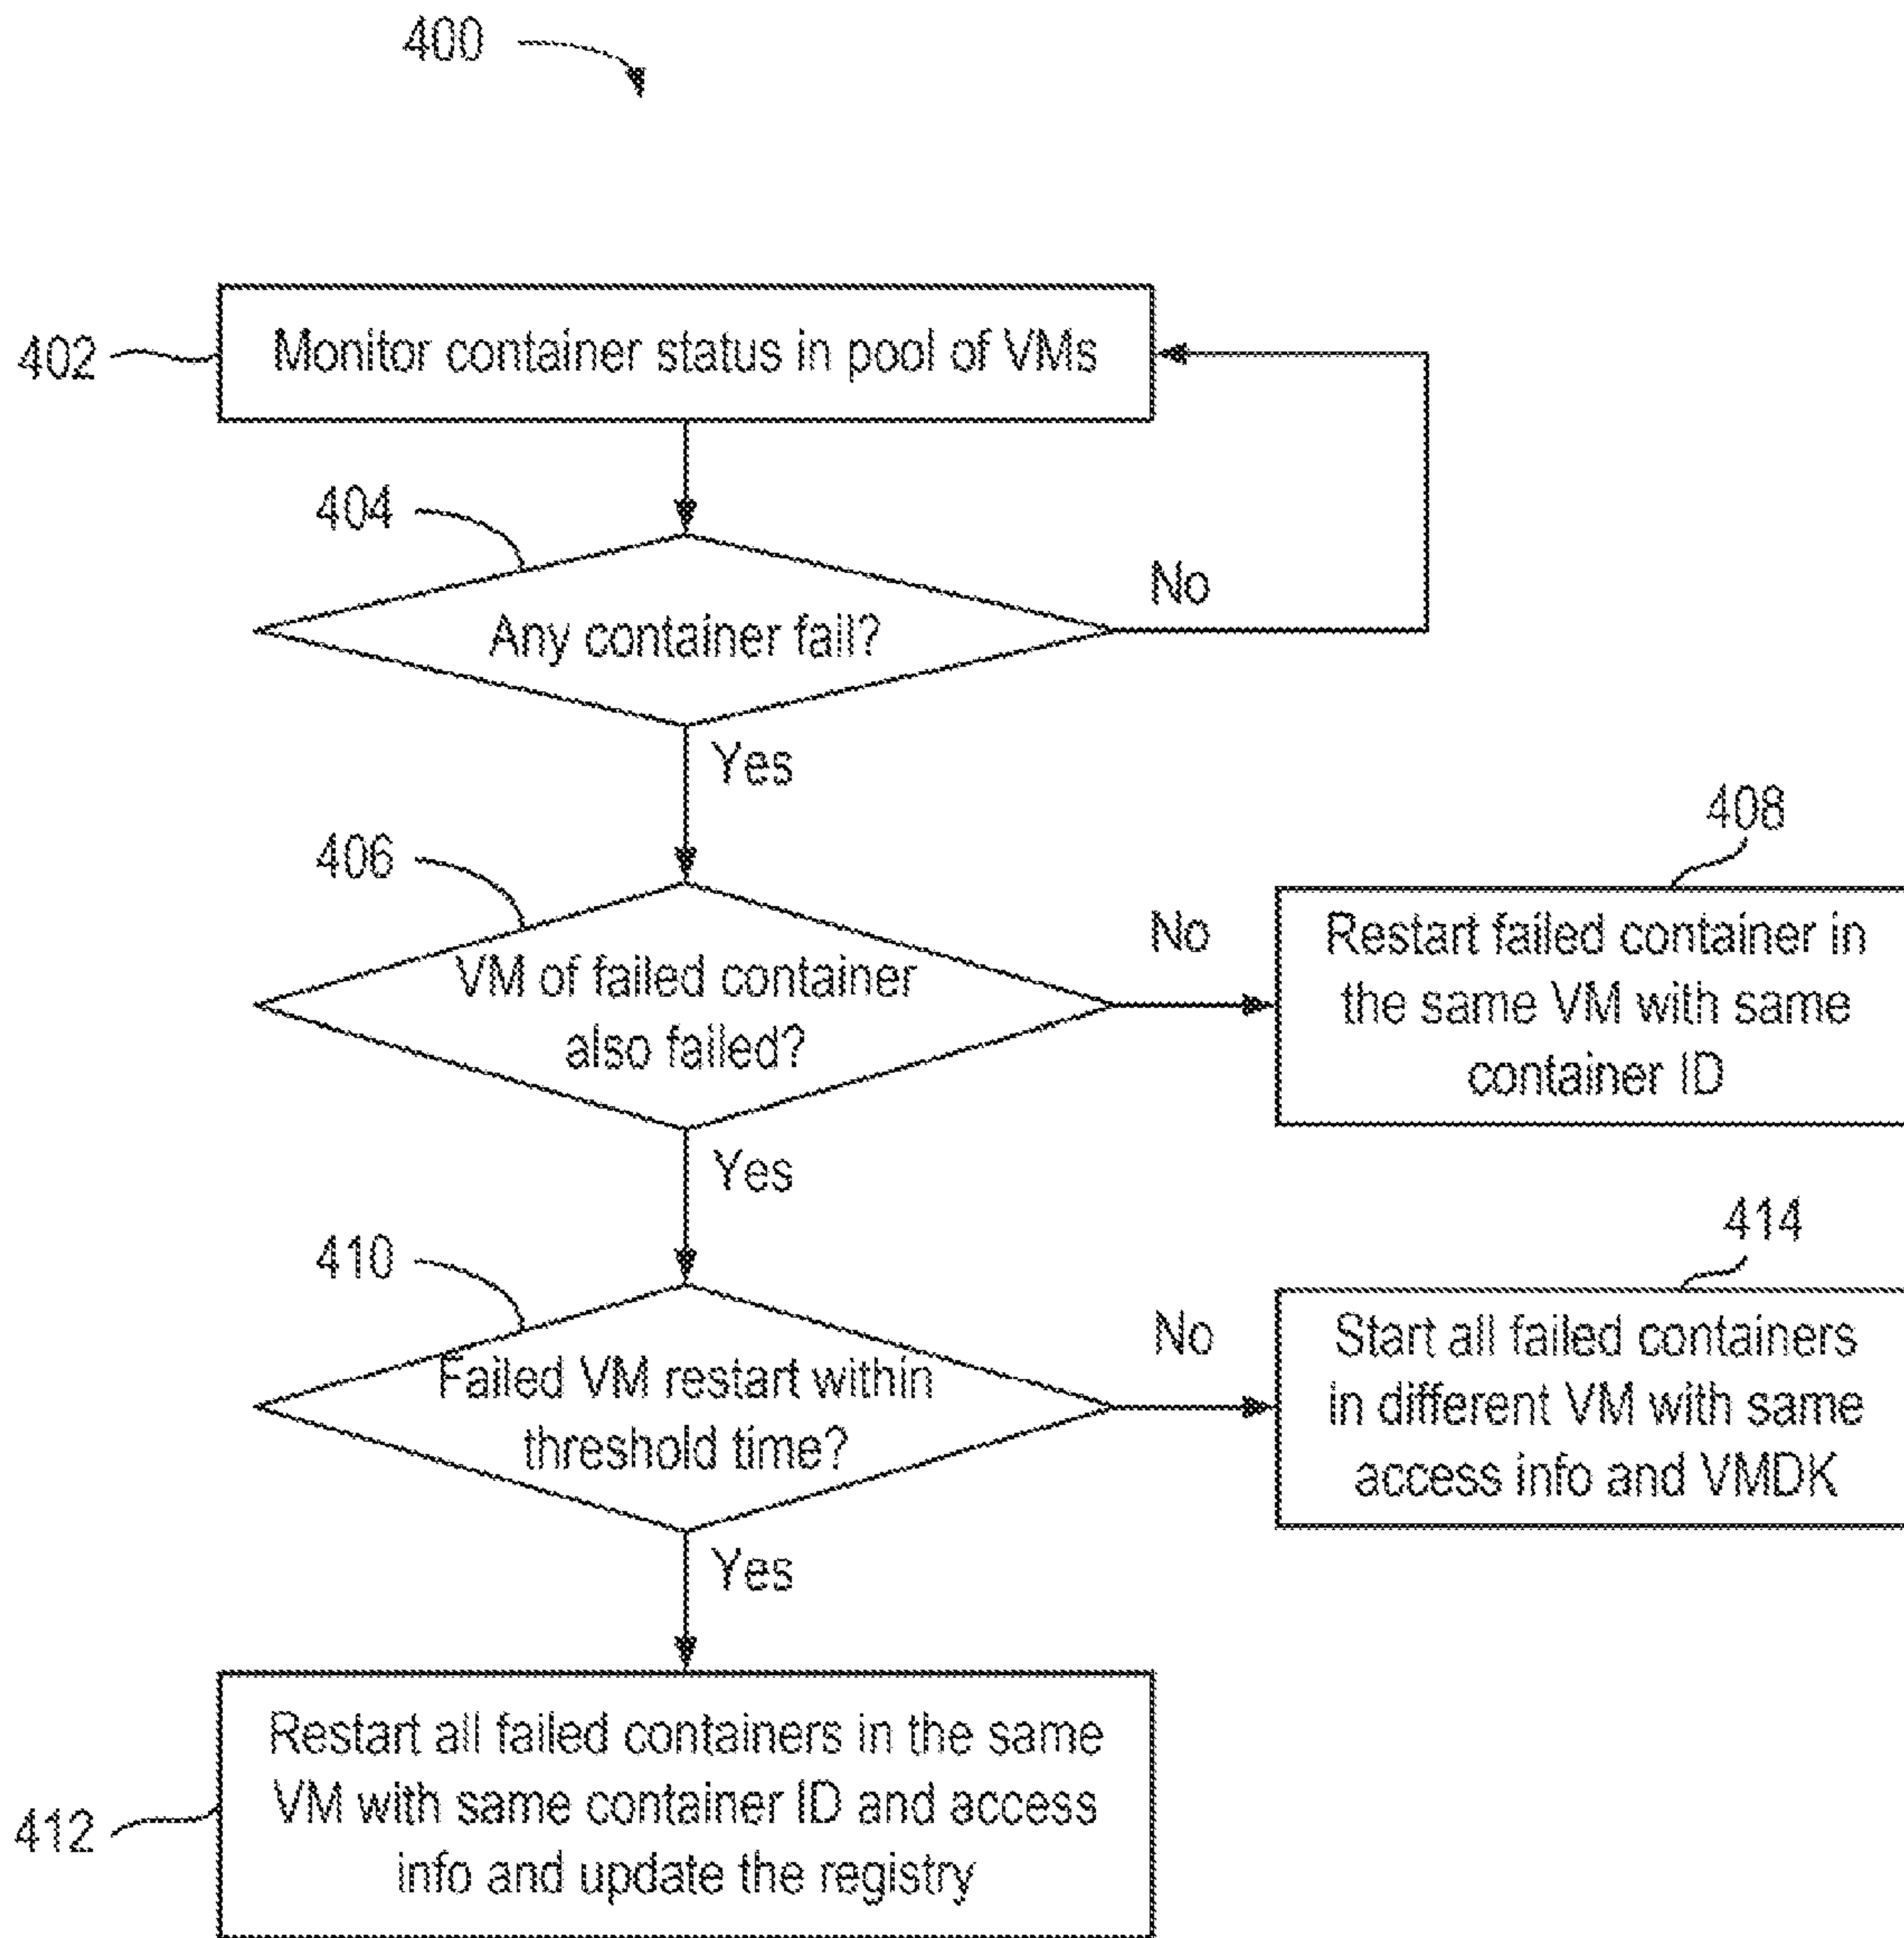 400
402
Monitor container status in pool of VMs
404
No
Any container fail?
Yes
408
406
No
Restart failed container in
the same VM with same
container ID
VM of failed container
also failed?
Yes
414
410
No
Start all failed containers
in different VM with same
access info and VMDK
Failed VM restart within
threshold time?
Yes
412
Restart all failed containers in the same
VM with same container ID and access
info and update the registry